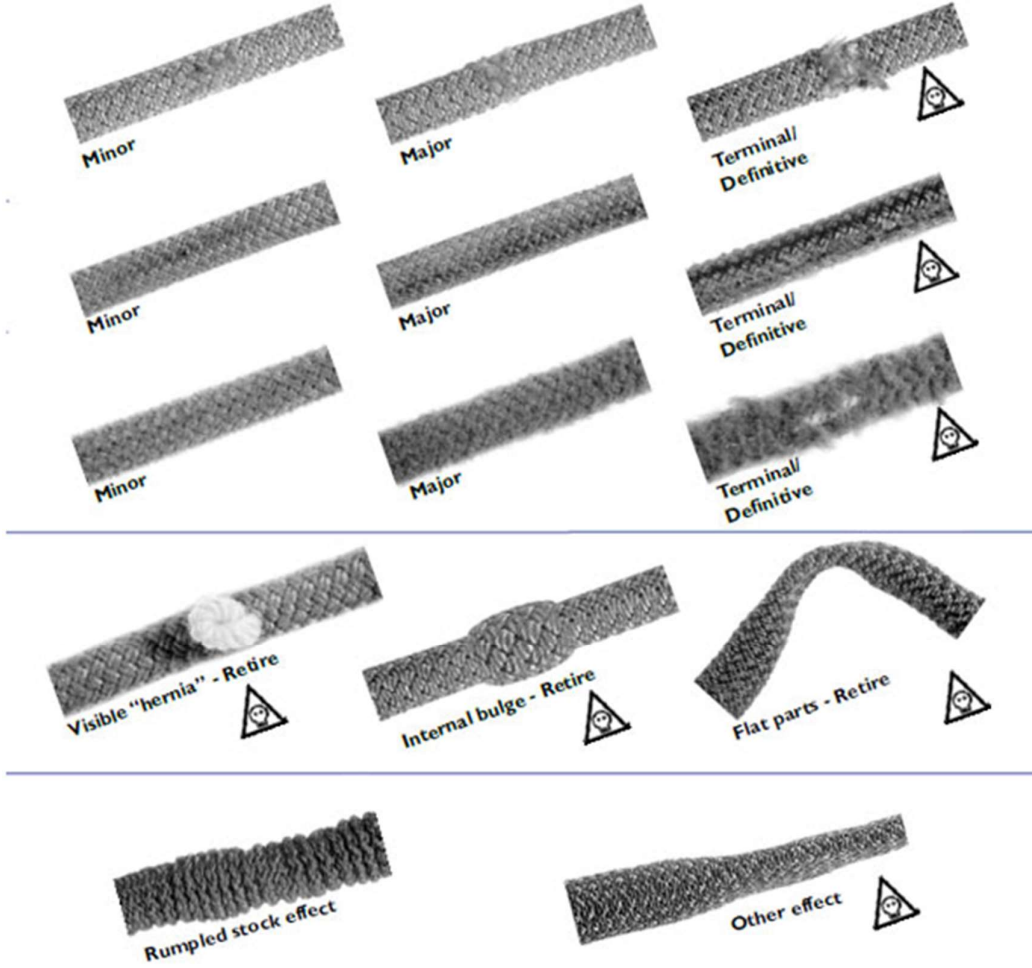 Minor
Major
Terminal/
Definitive
Minor
Major
Terminal/
Definitive
Minor
Major
Terminal/
Definitive
Visible “hernia” - Retire
Internal bulge - Retire
Flat parts - Retire
Rumpled stock effect
Other effect